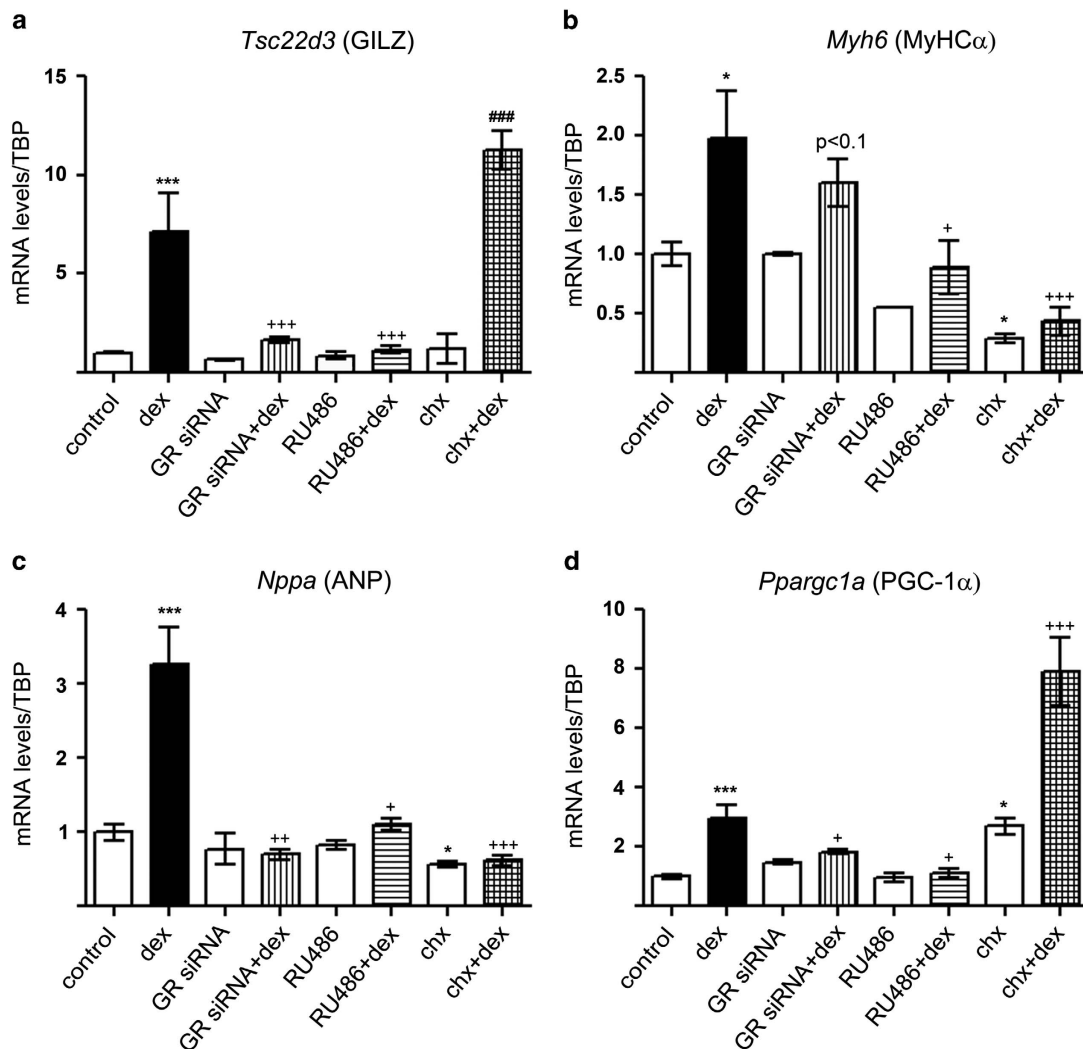 a
Tsc22d3 (GILZ)
mRNA levels/TBP
15
10
5
***
+++
+++
###
control
dex
GR siRNA
GR siRNA+dex
RU486
RU486+dex
chx
chx+dex
b
Myh6 (MyHCα)
mRNA levels/TBP
2.5
2.0
1.5
1.0
0.5
*
p<0.1
+
*
+++
control
dex
GR siRNA
GR siRNA+dex
RU486
RU486+dex
chx
chx+dex
c
Nppa (ANP)
mRNA levels/TBP
4
3
2
1
***
++
+
*
+++
control
dex
GR siRNA
GR siRNA+dex
RU486
RU486+dex
chx
chx+dex
d
Ppargc1a (PGC-1α)
mRNA levels/TBP
10
8
6
4
2
***
+
+
*
+++
control
dex
GR siRNA
GR siRNA+dex
RU486
RU486+dex
chx
chx+dex